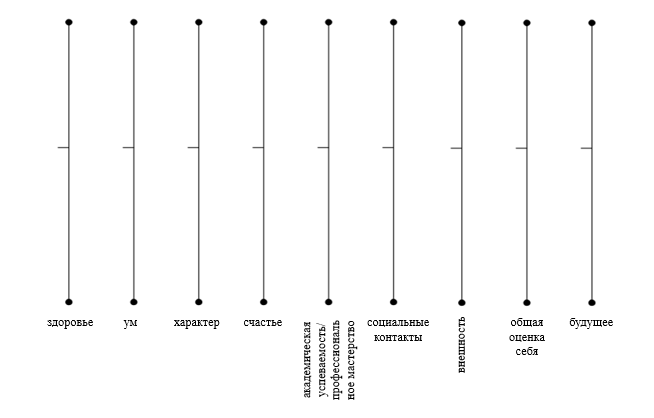 здоровье
ум
характер
счастье
академическая
успеваемость/
профессиональ
ное мастерство
социальные
контакты
внешность
общая
оценка
себя
будущее